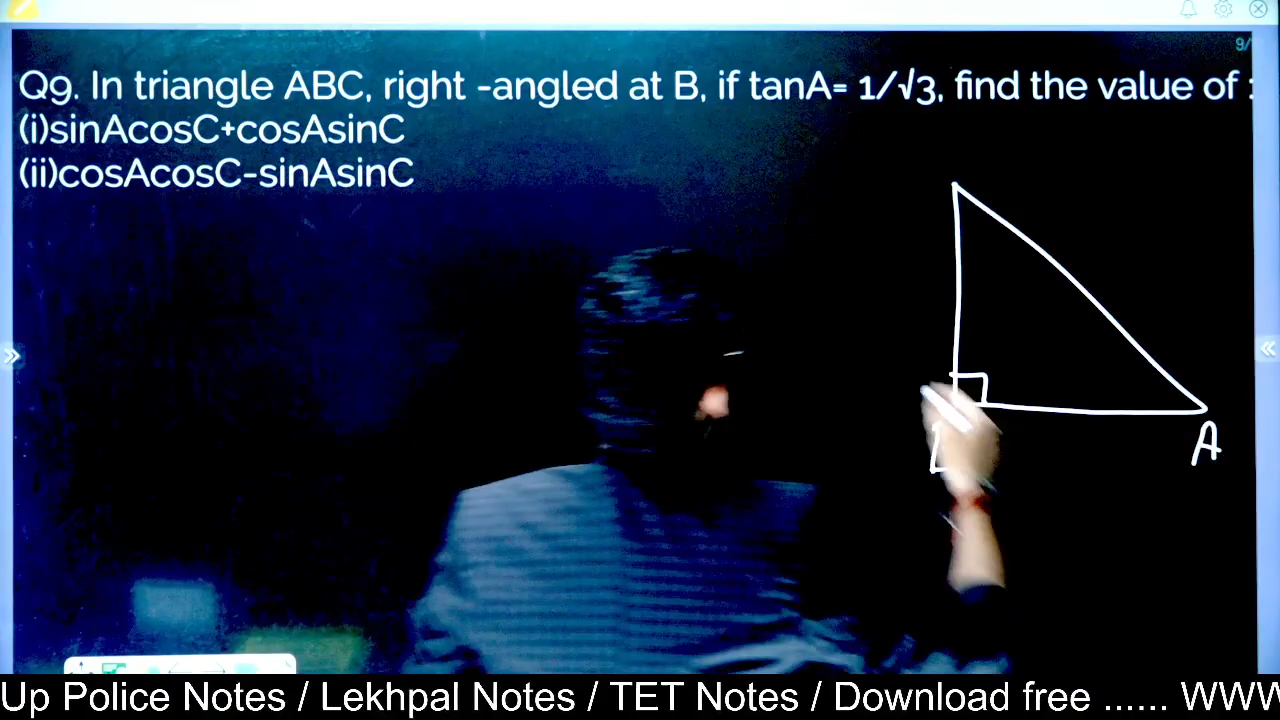 9/
Q9. In triangle ABC, right -angled at B, if tanA= 1/√3, find the value of :
(i)sinAcosC+cosAsinC
(ii)cosAcosC-sinAsinC
A
Up Police Notes / Lekhpal Notes / TET Notes / Download free ...... WWW